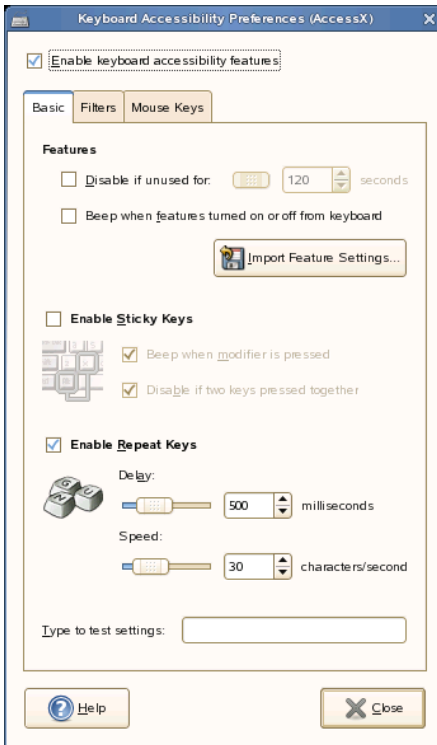 Keyboard Accessibility Preferences (AccessX)
Enable keyboard accessibility features
Basic Filters Mouse Keys
Features
Disable if unused for: 120 seconds
Beep when features turned on or off from keyboard
Import Feature Settings...
Enable Sticky Keys
Beep when modifier is pressed
Disable if two keys pressed together
Enable Repeat Keys
G U N
Delay:
500 milliseconds
Speed:
30 characters/second
Type to test settings:
Help Close